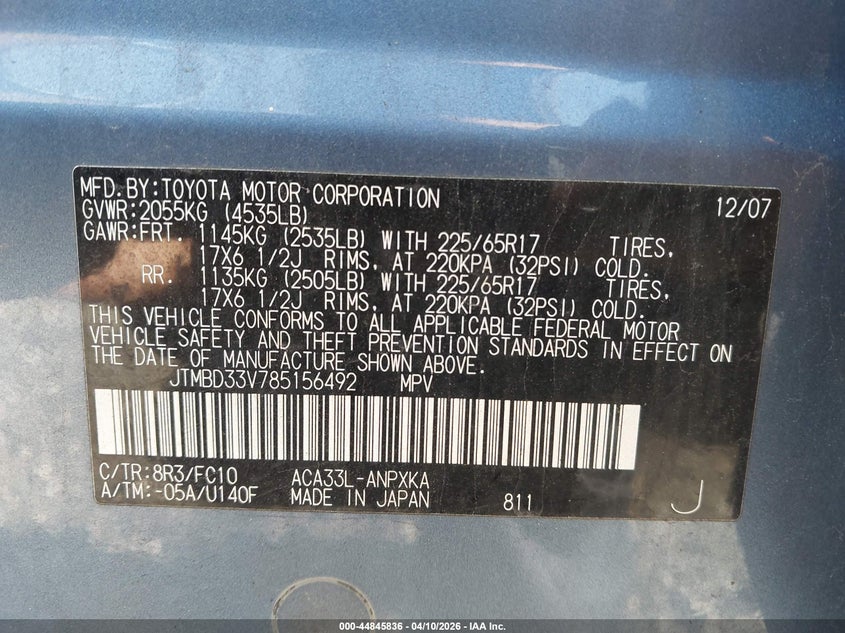 MFD.BY:TOYOTA MOTOR CORPORATION 12/07
GVWR:2055KG (4535LB)
GAWR:FRT. 1145KG (2535LB) WITH 225/65R17 TIRES,
17X6 1/2J RIMS, AT 220KPA (32PSI) COLD.
RR. 1135KG (2505LB) WITH 225/65R17 TIRES,
17X6 1/2J RIMS, AT 220KPA (32PSI) COLD.
THIS VEHICLE CONFORMS TO ALL APPLICABLE FEDERAL MOTOR
VEHICLE SAFETY AND THEFT PREVENTION STANDARDS IN EFFECT ON
THE DATE OF MANUFACTURE SHOWN ABOVE.
JTMBD33V785156492 MPV
C/TR:8R3/FC10 ACA33L-ANPXKA
A/TM:-05A/U140F MADE IN JAPAN 811 J
000-44845836 - 04/10/2026 - IAA Inc.